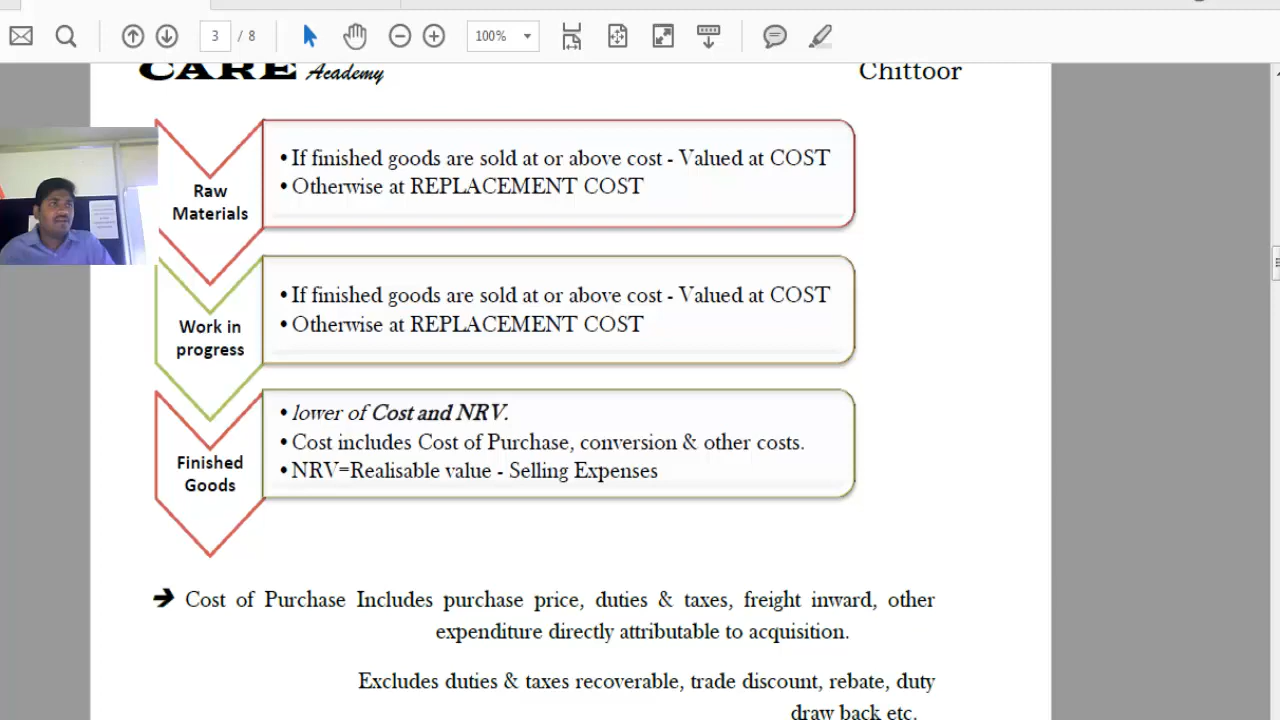 3 / 8
100%
CARE Academy
Chittoor
Raw
Materials
• If finished goods are sold at or above cost - Valued at COST
• Otherwise at REPLACEMENT COST
Work in
progress
• If finished goods are sold at or above cost - Valued at COST
• Otherwise at REPLACEMENT COST
Finished
Goods
• lower of Cost and NRV.
• Cost includes Cost of Purchase, conversion & other costs.
• NRV=Realisable value - Selling Expenses
➔ Cost of Purchase Includes purchase price, duties & taxes, freight inward, other
expenditure directly attributable to acquisition.
Excludes duties & taxes recoverable, trade discount, rebate, duty
draw back etc.